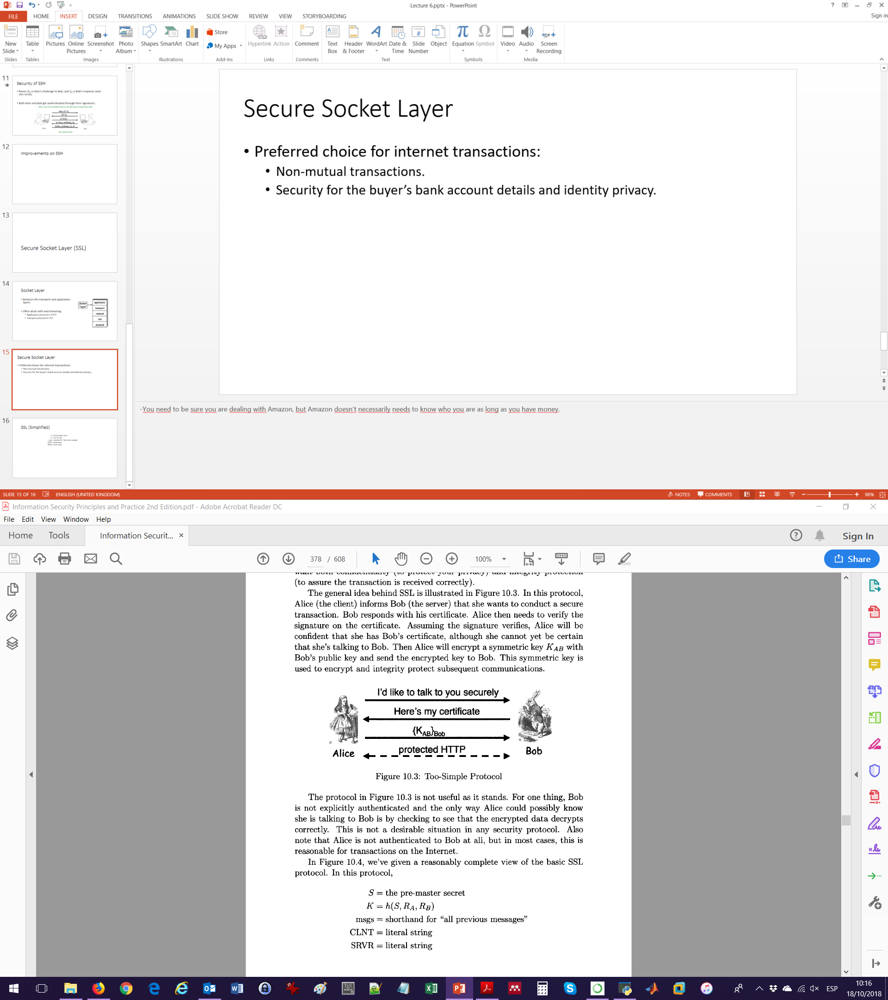 Lecture 6.pptx - PowerPoint
Sign in
FILE HOME INSERT DESIGN TRANSITIONS ANIMATIONS SLIDE SHOW REVIEW VIEW STORYBOARDING
New Slide
Table
Pictures
Online Pictures
Screenshot
Photo Album
Shapes
SmartArt
Chart
Store
My Apps
Hyperlink
Action
Comment
Text Box
Header & Footer
WordArt
Date & Time
Slide Number
Object
Equation
Symbol
Video
Audio
Screen Recording
Slides Tables Images Illustrations Add-ins Links Comments Text Symbols Media
11
Security of SSH
• Both Alice and Bob get authenticated through their signatures.
12
Improvements on SSH
13
Secure Socket Layer (SSL)
14
Socket Layer
• Between the transport and application
layers.
• Often deals with web browsing.
• Application protocol is HTTP.
• Transport protocol is TCP.
Socket "layer"
application
transport
network
link
physical
15
Secure Socket Layer
• Preferred choice for internet transactions:
• Non-mutual transactions.
• Security for the buyer's bank account details and identity privacy.
16
SSL (Simplified)
Secure Socket Layer
• Preferred choice for internet transactions:
• Non-mutual transactions.
• Security for the buyer’s bank account details and identity privacy.
-You need to be sure you are dealing with Amazon, but Amazon doesn’t necessarily needs to know who you are as long as you have money.
SLIDE 15 OF 16 ENGLISH (UNITED KINGDOM) NOTES COMMENTS 98%
Information Security Principles and Practice 2nd Edition.pdf - Adobe Acrobat Reader DC
File Edit View Window Help
Home Tools Information Securit... × Sign In
378 / 608 100% Share
want both confidentiality (to protect your privacy) and integrity protection
(to assure the transaction is received correctly).
The general idea behind SSL is illustrated in Figure 10.3. In this protocol,
Alice (the client) informs Bob (the server) that she wants to conduct a secure
transaction. Bob responds with his certificate. Alice then needs to verify the
signature on the certificate. Assuming the signature verifies, Alice will be
confident that she has Bob’s certificate, although she cannot yet be certain
that she’s talking to Bob. Then Alice will encrypt a symmetric key K_AB with
Bob’s public key and send the encrypted key to Bob. This symmetric key is
used to encrypt and integrity protect subsequent communications.
I’d like to talk to you securely
Here’s my certificate
{K_AB}_Bob
protected HTTP
Alice
Bob
Figure 10.3: Too-Simple Protocol
The protocol in Figure 10.3 is not useful as it stands. For one thing, Bob
is not explicitly authenticated and the only way Alice could possibly know
she is talking to Bob is by checking to see that the encrypted data decrypts
correctly. This is not a desirable situation in any security protocol. Also
note that Alice is not authenticated to Bob at all, but in most cases, this is
reasonable for transactions on the Internet.
In Figure 10.4, we’ve given a reasonably complete view of the basic SSL
protocol. In this protocol,
S = the pre-master secret
K = h(S, R_A, R_B)
msgs = shorthand for “all previous messages”
CLNT = literal string
SRVR = literal string
ESP
10:16
18/10/2018